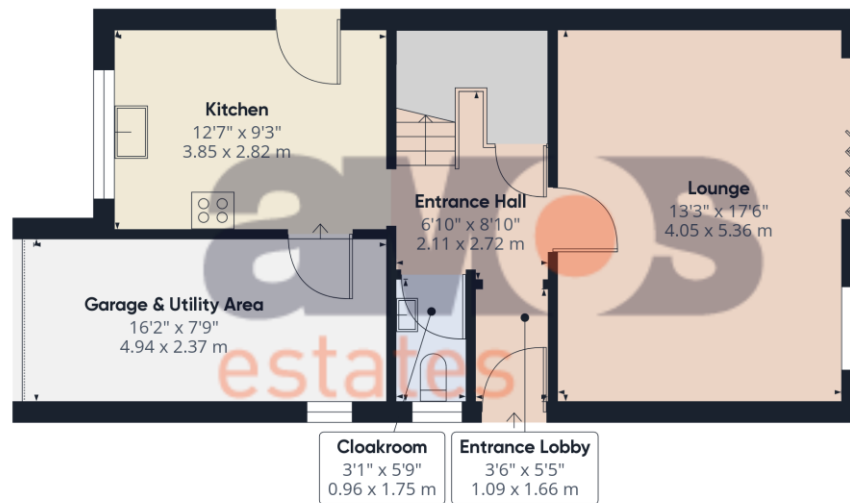 Kitchen
12'7" x 9'3"
3.85 x 2.82 m
Entrance Hall
6'10" x 8'10"
2.11 x 2.72 m
Lounge
13'3" x 17'6"
4.05 x 5.36 m
Garage & Utility Area
16'2" x 7'9"
4.94 x 2.37 m
Cloakroom
3'1" x 5'9"
0.96 x 1.75 m
Entrance Lobby
3'6" x 5'5"
1.09 x 1.66 m
amos
estates